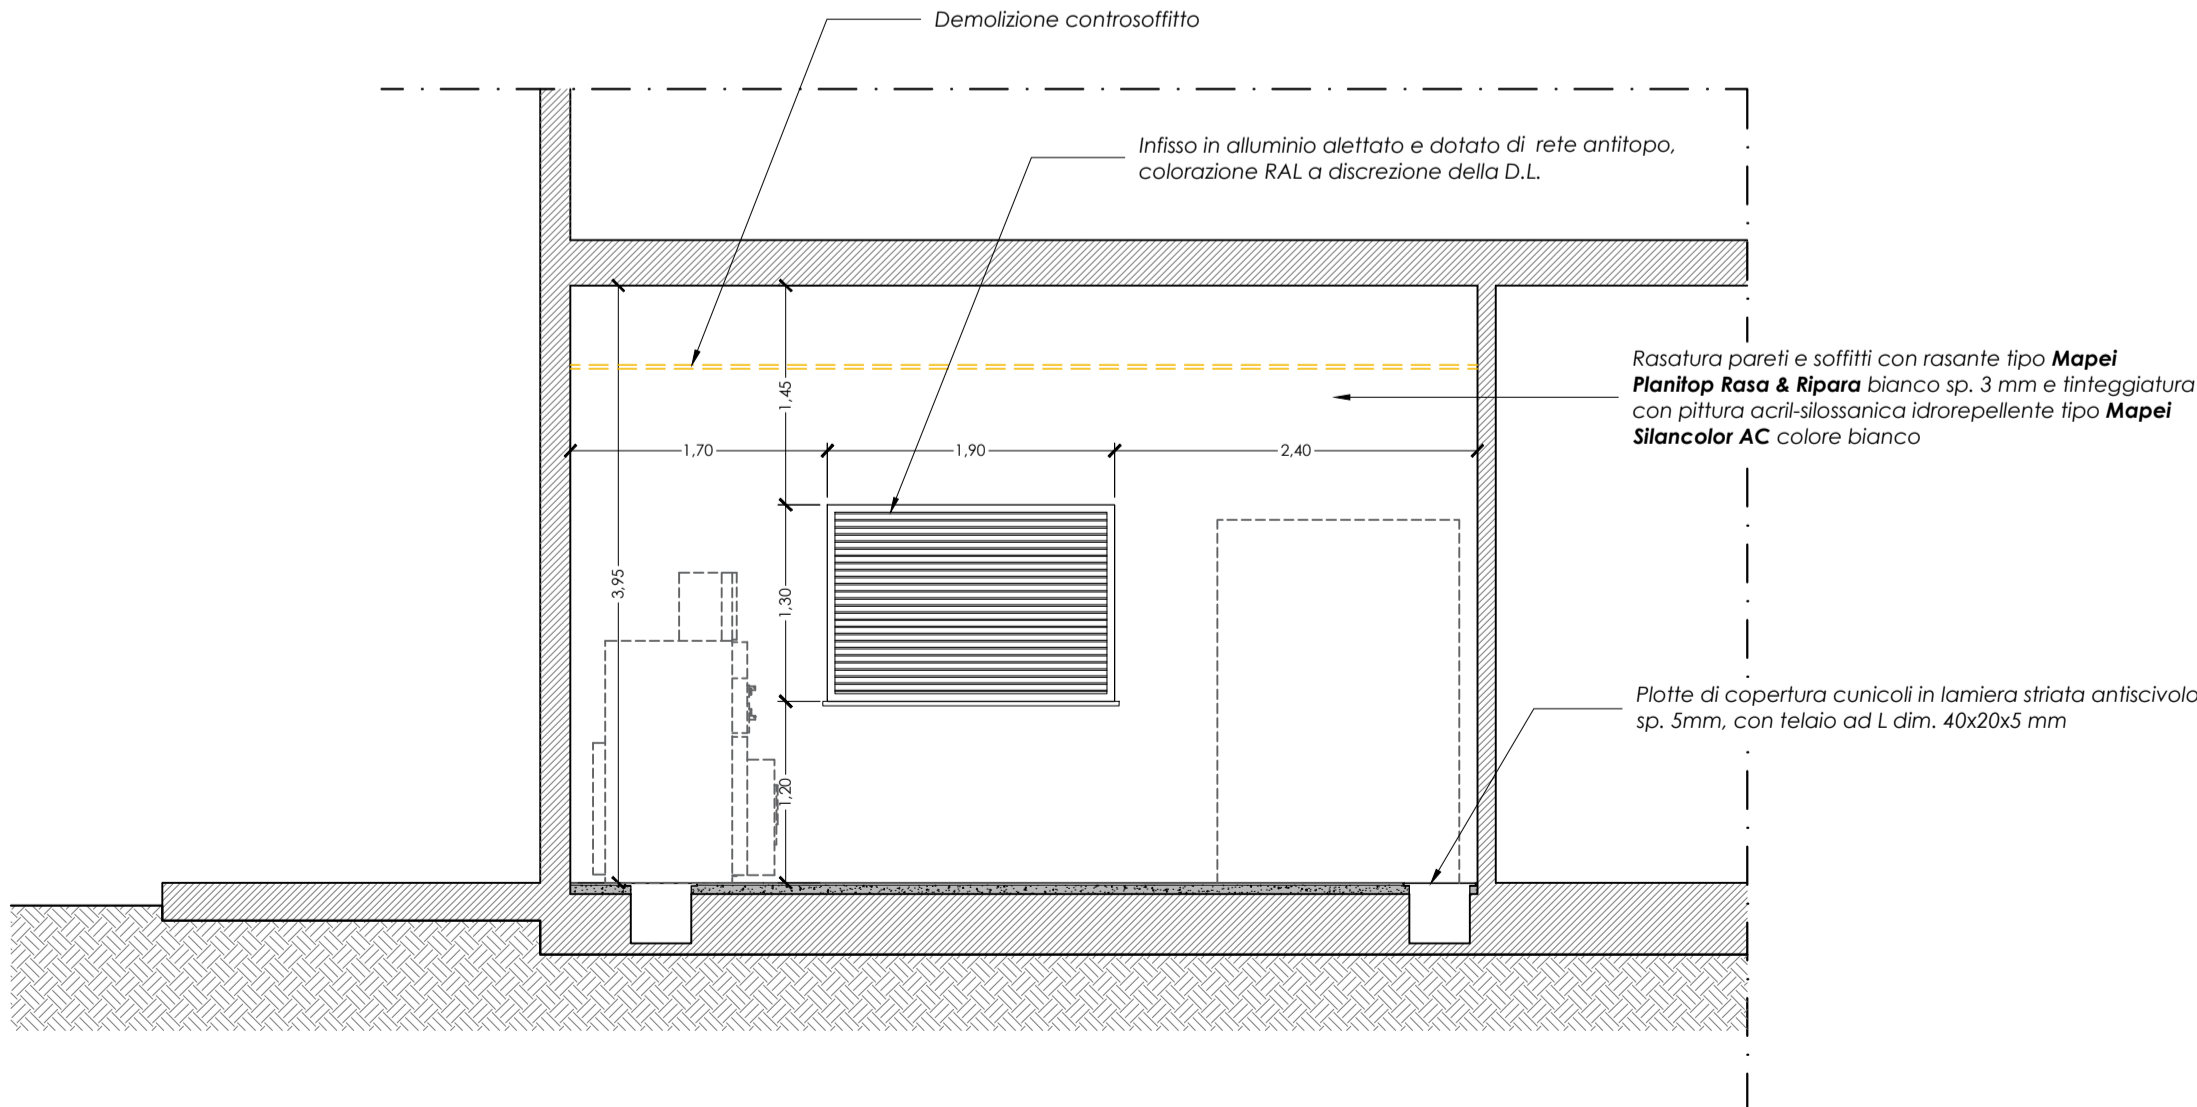 Demolizione controsoffitto
Infisso in alluminio alettato e dotato di rete antitopo,
colorazione RAL a discrezione della D.L.
Rasatura pareti e soffitti con rasante tipo Mapei
Planitop Rasa & Ripara bianco sp. 3 mm e tinteggiatura
con pittura acril-silossanica idrorepellente tipo Mapei
Silancolor AC colore bianco
1,45
1,70
1,90
2,40
3,95
1,30
Plotte di copertura cunicoli in lamiera striata antiscivolo
sp. 5mm, con telaio ad L dim. 40x20x5 mm
1,20